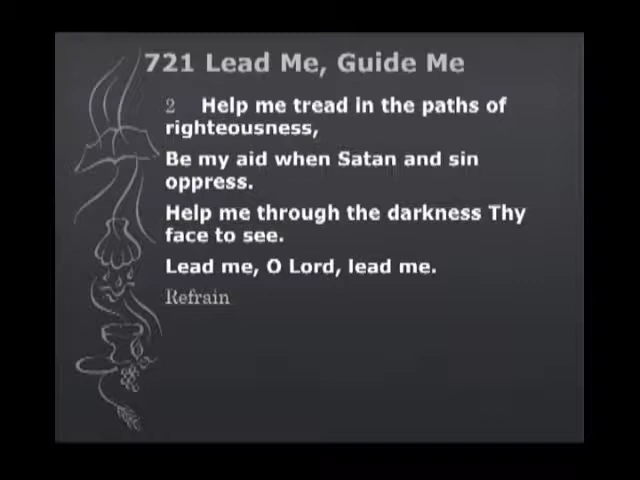 721 Lead Me, Guide Me
2 Help me tread in the paths of
righteousness,
Be my aid when Satan and sin
oppress.
Help me through the darkness Thy
face to see.
Lead me, O Lord, lead me.
Refrain